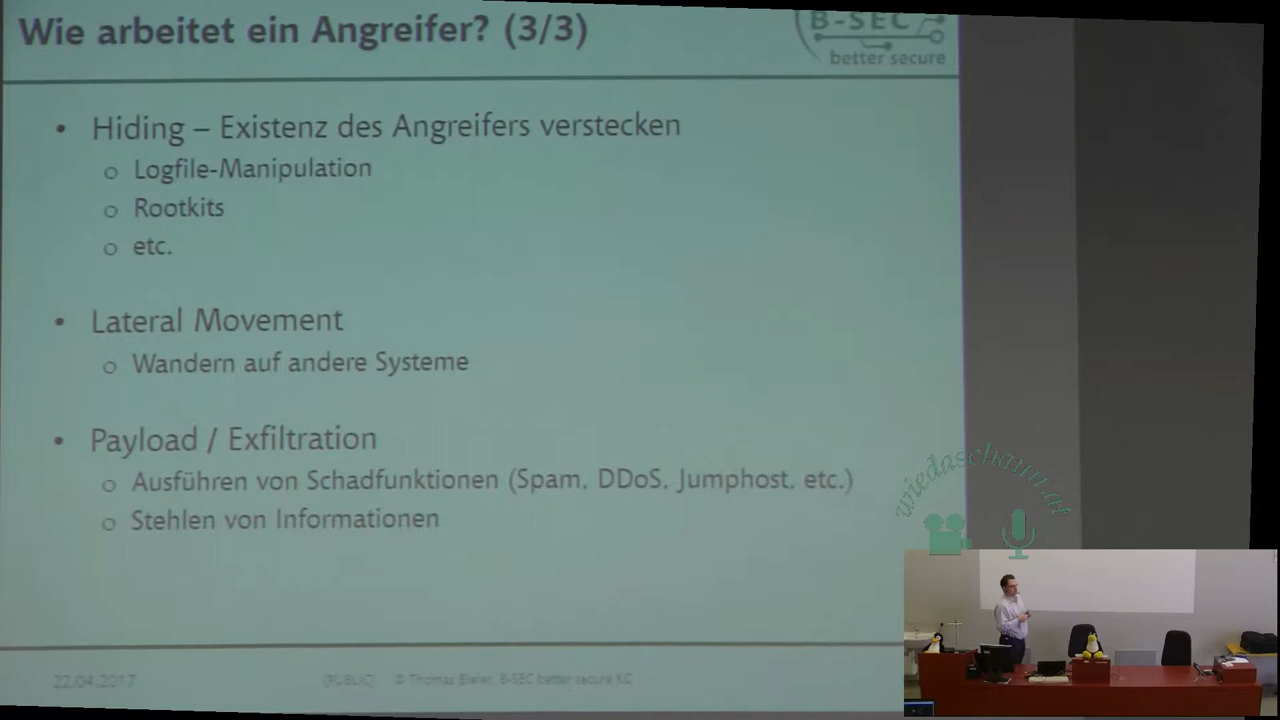 Wie arbeitet ein Angreifer? (3/3)
B-SEC
better secure
• Hiding – Existenz des Angreifers verstecken
o Logfile-Manipulation
o Rootkits
o etc.
• Lateral Movement
o Wandern auf andere Systeme
• Payload / Exfiltration
o Ausführen von Schadfunktionen (Spam, DDoS, Jumphost, etc.)
o Stehlen von Informationen
wiedaschaun.at
22.04.2017
[PUBLIC] © Thomas B-SEC better secure KG